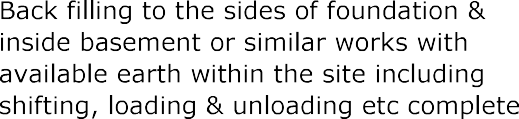 Back filling to the sides of foundation &
inside basement or similar works with
available earth within the site including
shifting, loading & unloading etc complete